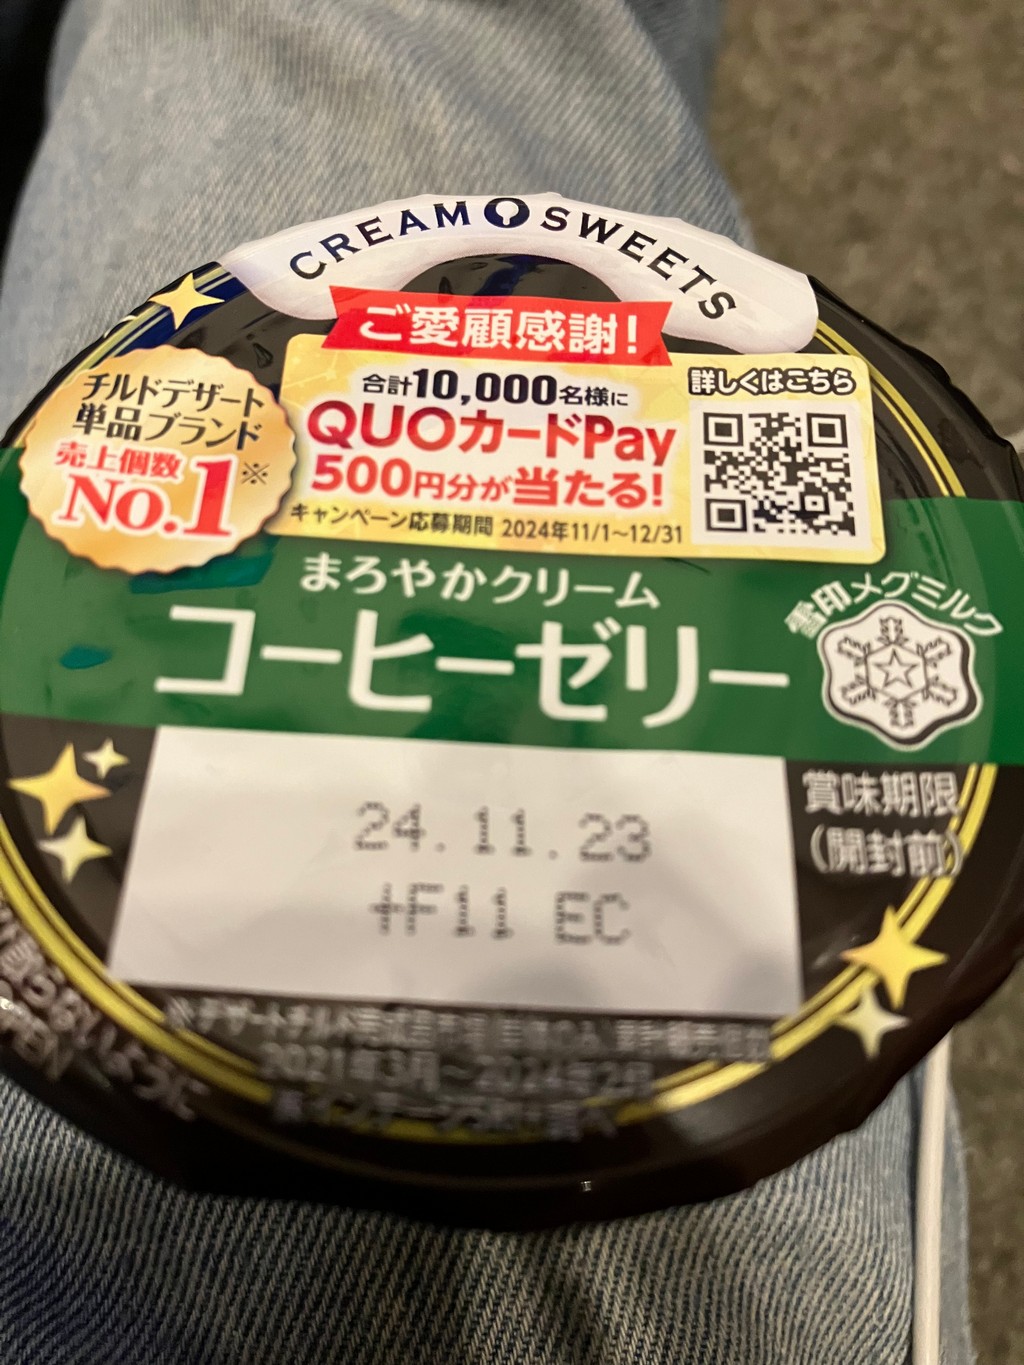 CREAM SWEETS
ご愛顧感謝!
合計10,000名様に
QUOカードPay
500円分が当たる!
キャンペーン応募期間 2024年11/1~12/31
詳しくはこちら
チルドデザート
単品ブランド
売上個数
No.1※
まろやかクリーム
コーヒーゼリー
雪印メグミルク
賞味期限
(開封前)
24.11.23
+F11 EC
2021年3月~2024年2月